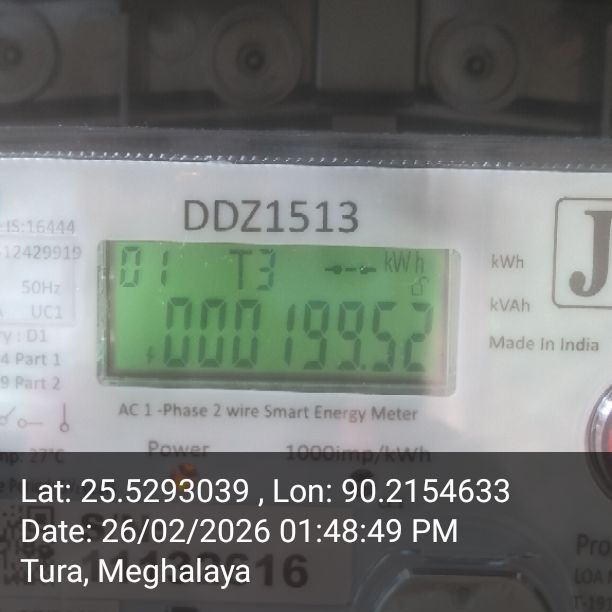 DDZ1513
IS:16444
12429919
50Hz
UC1
D1
4 Part 1
9 Part 2
01 T3 kWh
000199.52
kWh
kVAh
Made in India
J
AC 1 -Phase 2 wire Smart Energy Meter
Power 1000imp/kWh
27°C
Lat: 25.5293039 , Lon: 90.2154633
Date: 26/02/2026 01:48:49 PM
Tura, Meghalaya